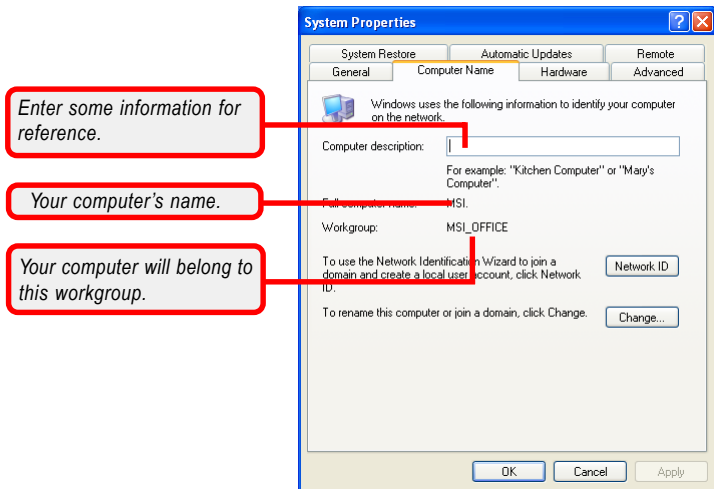 System Properties
System Restore Automatic Updates Remote
General Computer Name Hardware Advanced
Windows uses the following information to identify your computer
on the network.
Enter some information for
reference.
Computer description:
For example: "Kitchen Computer" or "Mary's
Computer".
Your computer's name.
Full computer name: MSI.
Workgroup: MSI_OFFICE
Your computer will belong to
this workgroup.
To use the Network Identification Wizard to join a
domain and create a local user account, click Network
ID.
Network ID
To rename this computer or join a domain, click Change.
Change...
OK Cancel Apply